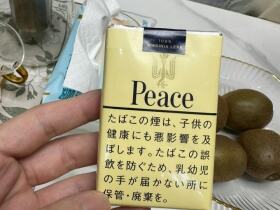 100%
VIRGINIA LEAF
Peace
たばこの煙は、子供の
健康にも悪影響を及
ぼします。たばこの誤
飲を防ぐため、乳幼児
の手が届かない所に
保管・廃棄を。